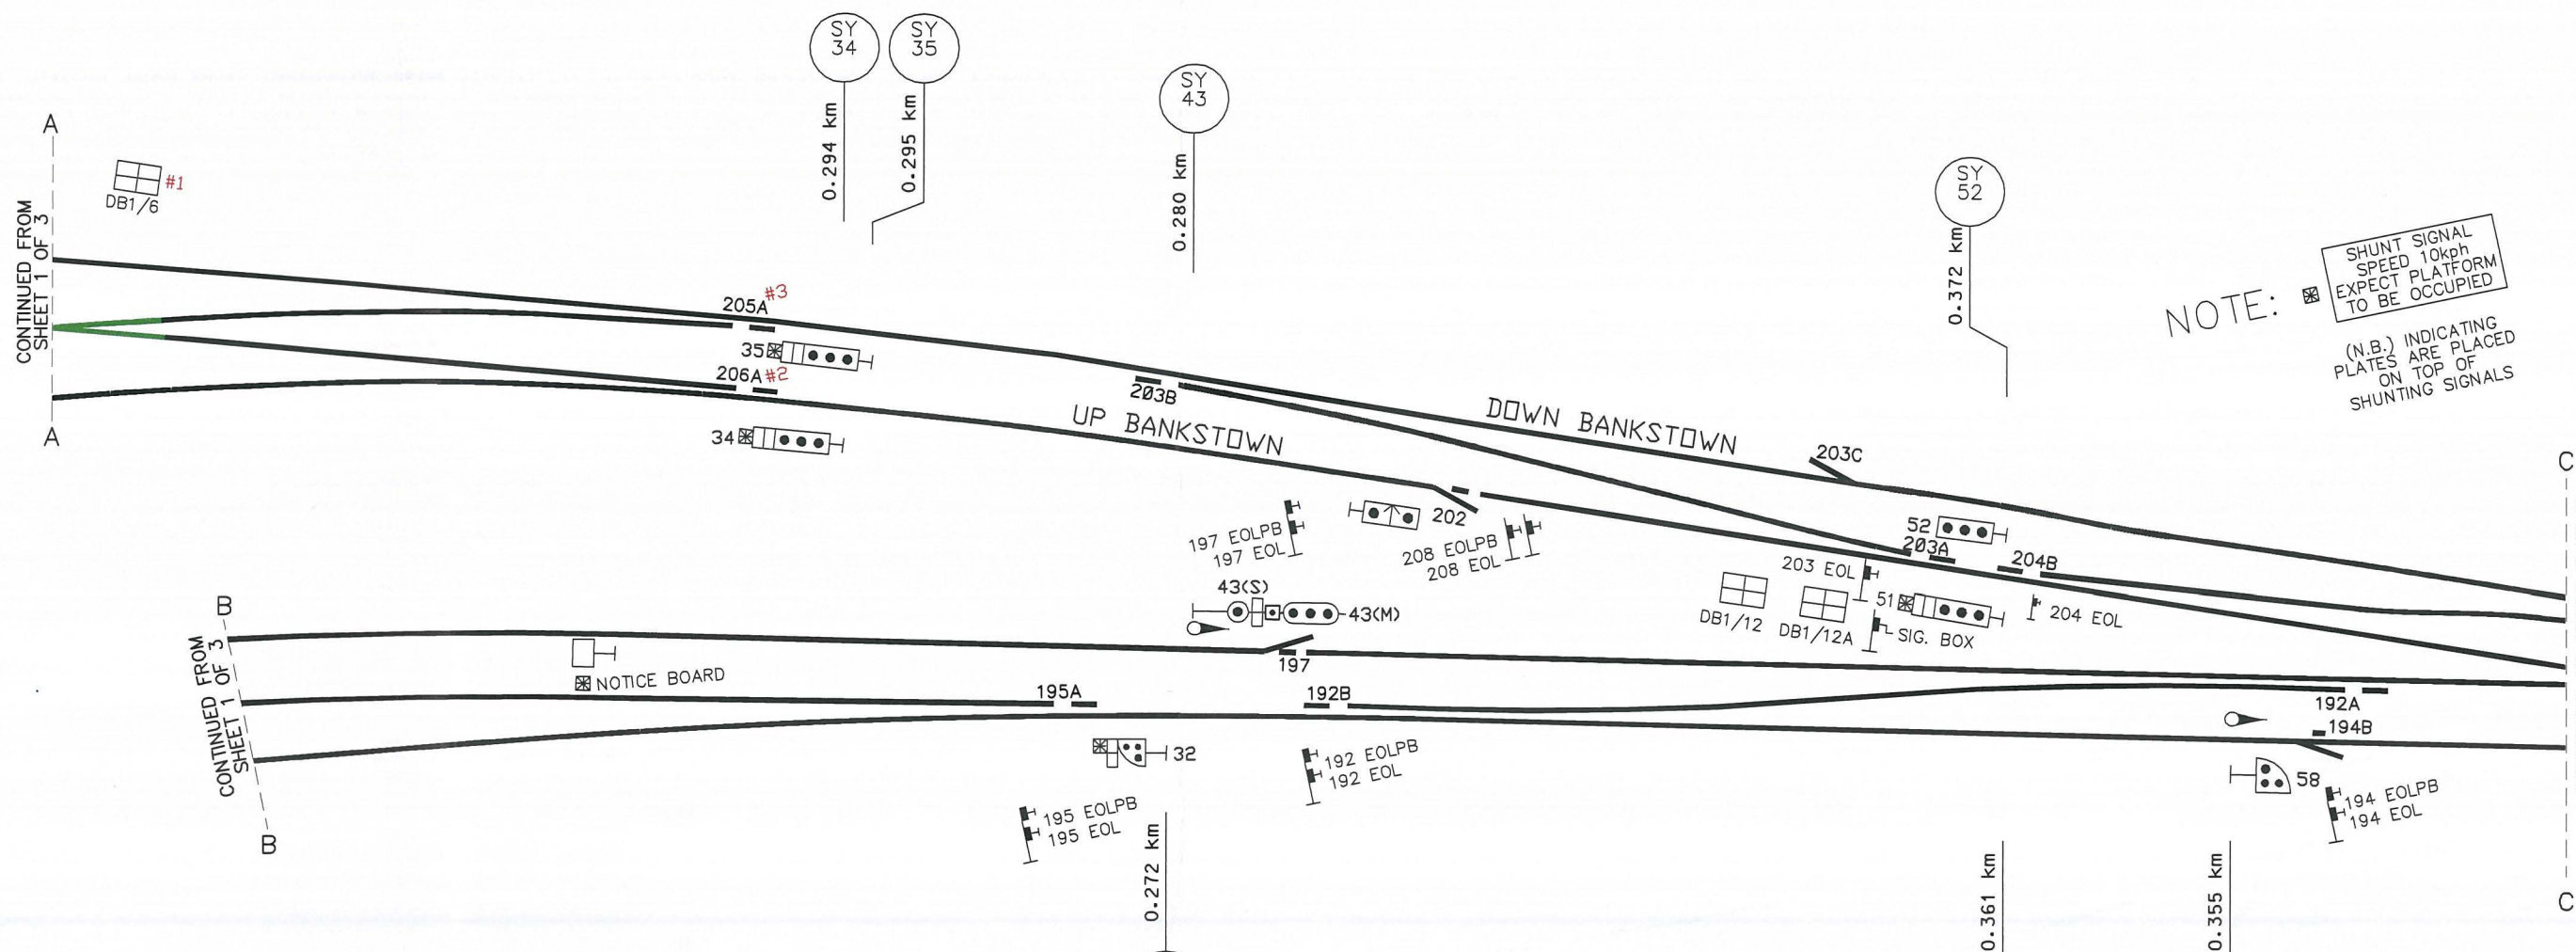 SY
34
SY
35
SY
43
SY
52
0.294 km
0.295 km
0.280 km
0.372 km
A
CONTINUED FROM
SHEET 1 OF 3
A
#1
DB1/6
205A #3
35
206A #2
34
203B
UP BANKSTOWN
DOWN BANKSTOWN
203C
NOTE:
SHUNT SIGNAL
SPEED 10kph
EXPECT PLATFORM
TO BE OCCUPIED
(N.B.) INDICATING
PLATES ARE PLACED
ON TOP OF
SHUNTING SIGNALS
C
197 EOLPB
197 EOL
202
208 EOLPB
208 EOL
52
203A
204B
203 EOL
51
204 EOL
DB1/12
DB1/12A
SIG. BOX
43(S)
43(M)
B
CONTINUED FROM
SHEET 1 OF 3
B
NOTICE BOARD
197
195A
192B
192A
194B
32
192 EOLPB
192 EOL
58
195 EOLPB
195 EOL
194 EOLPB
194 EOL
0.272 km
0.361 km
0.355 km
C